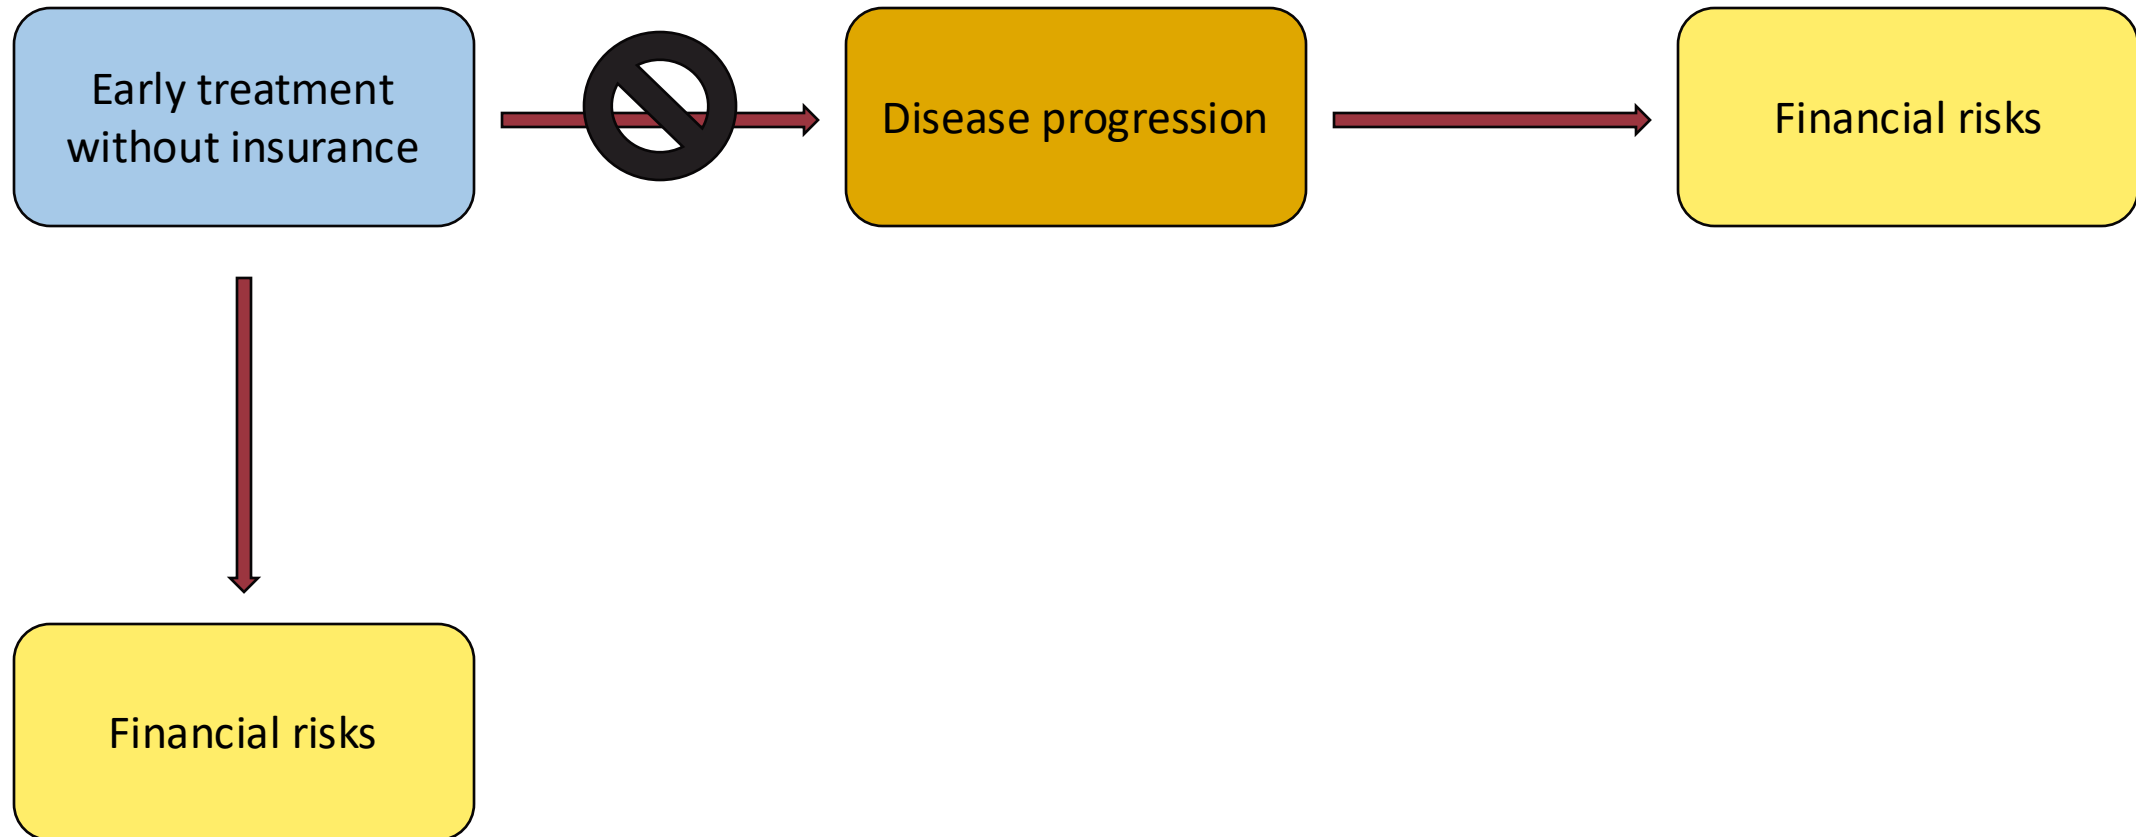 Early treatment
without insurance
Disease progression
Financial risks
Financial risks